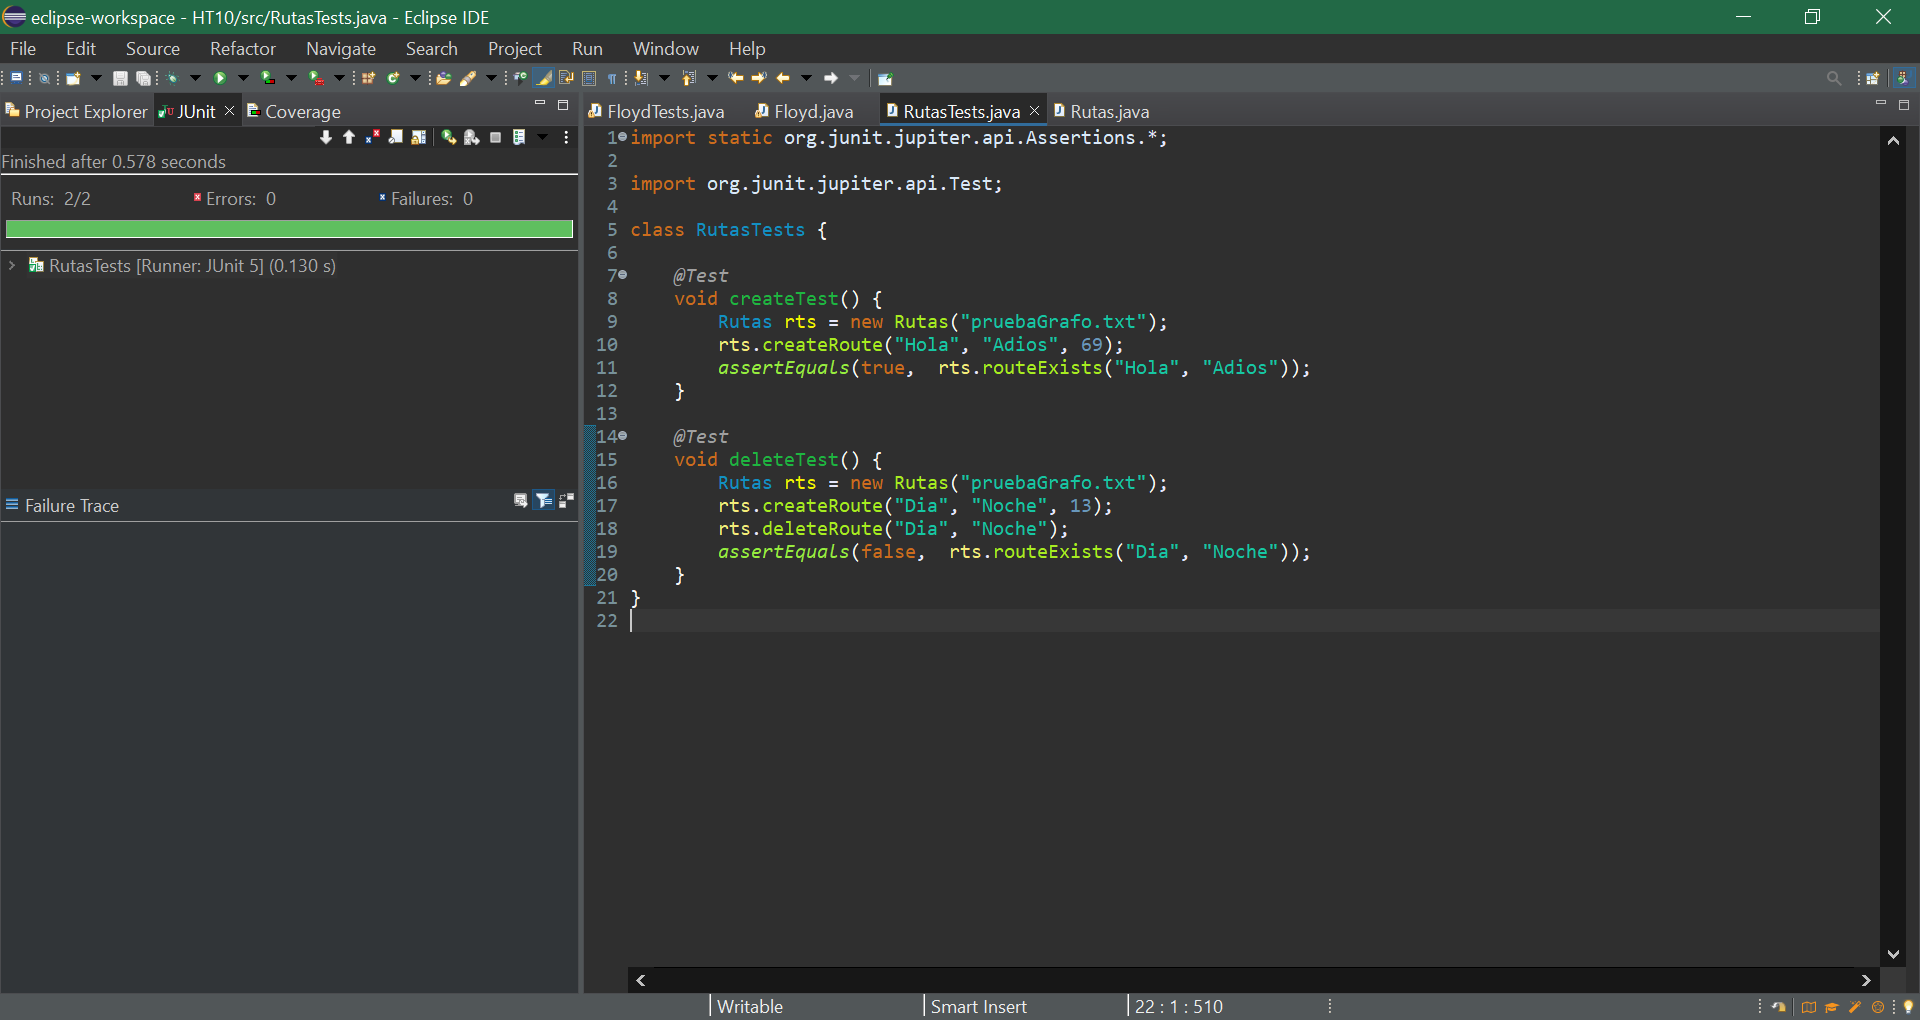 eclipse-workspace - HT10/src/RutasTests.java - Eclipse IDE
File Edit Source Refactor Navigate Search Project Run Window Help
Project Explorer JUnit Coverage
Finished after 0.578 seconds
Runs: 2/2 Errors: 0 Failures: 0
RutasTests [Runner: JUnit 5] (0.130 s)
Failure Trace
FloydTests.java Floyd.java RutasTests.java Rutas.java
1 import static org.junit.jupiter.api.Assertions.*;
2
3 import org.junit.jupiter.api.Test;
4
5 class RutasTests {
6
7 @Test
8 void createTest() {
9 Rutas rts = new Rutas("pruebaGrafo.txt");
10 rts.createRoute("Hola", "Adios", 69);
11 assertEquals(true,  rts.routeExists("Hola", "Adios"));
12 }
13
14 @Test
15 void deleteTest() {
16 Rutas rts = new Rutas("pruebaGrafo.txt");
17 rts.createRoute("Dia", "Noche", 13);
18 rts.deleteRoute("Dia", "Noche");
19 assertEquals(false,  rts.routeExists("Dia", "Noche"));
20 }
21 }
22
Writable Smart Insert 22 : 1 : 510